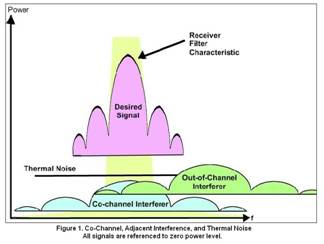 Power
Receiver
Filter
Characteristic
Desired
Signal
Thermal Noise
Out-of-Channel
Interferer
Co-channel Interferer
f
Figure 1. Co-Channel, Adjacent Interference, and Thermal Noise
All signals are referenced to zero power level.